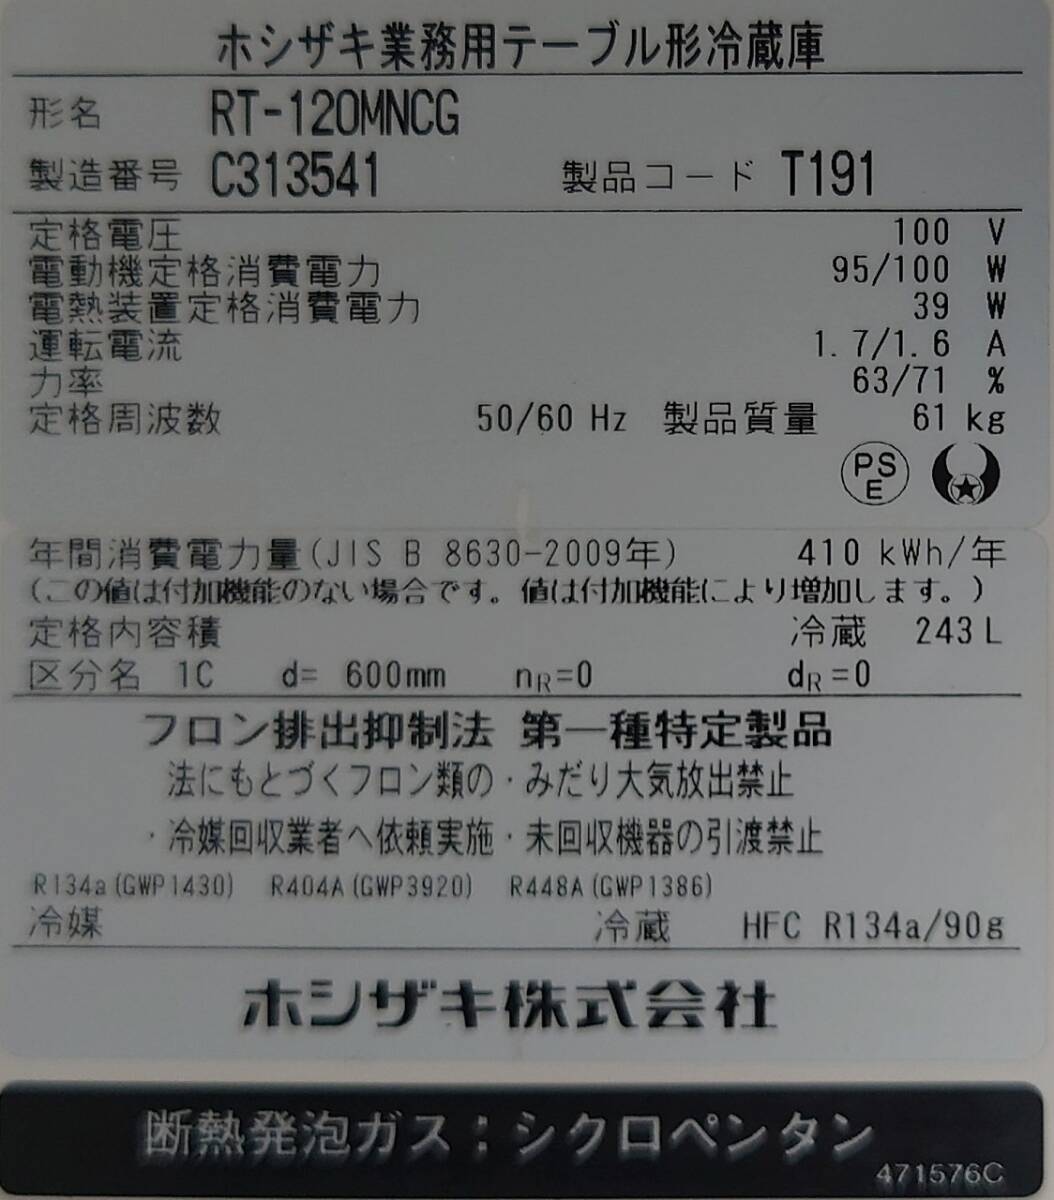 ホシザキ業務用テーブル形冷蔵庫
形名 RT-120MNCG
製造番号 C313541 製品コード T191
定格電圧 100 V
電動機定格消費電力 95/100 W
電熱装置定格消費電力 39 W
運転電流 1.7/1.6 A
力率 63/71 %
定格周波数 50/60 Hz 製品質量 61 kg
PS
E
年間消費電力量(JIS B 8630-2009年) 410 kWh/年
(この値は付加機能のない場合です。値は付加機能により増加します。)
定格内容積 冷蔵 243L
区分名 1C d= 600mm nR=0 dR=0
フロン排出抑制法 第一種特定製品
法にもとづくフロン類の・みだり大気放出禁止
・冷媒回収業者へ依頼実施・未回収機器の引渡禁止
R134a(GWP1430) R404A(GWP3920) R448A(GWP1386)
冷媒 冷蔵 HFC R134a/90g
ホシザキ株式会社
断熱発泡ガス:シクロペンタン
471576C